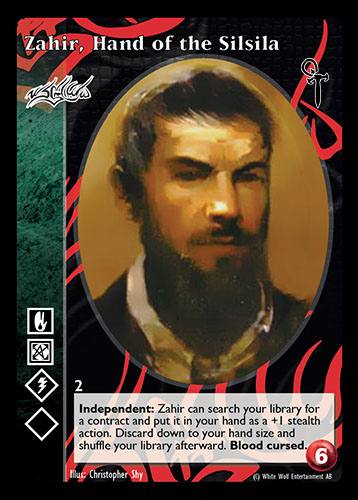 Zahir, Hand of the Silsila
2
Independent: Zahir can search your library for
a contract and put it in your hand as a +1 stealth
action. Discard down to your hand size and
shuffle your library afterward. Blood cursed.
6
Illus: Christopher Shy
(C) White Wolf Entertainment AB